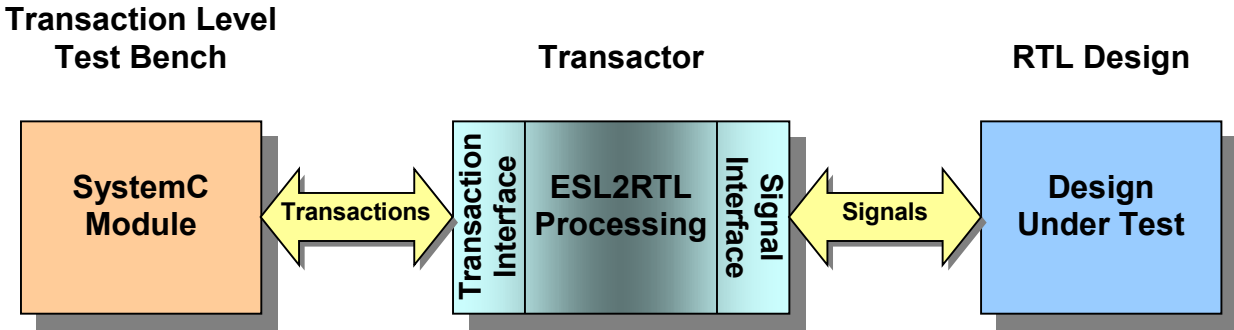 Transaction Level
Test Bench
Transactor
RTL Design
SystemC
Module
Transactions
Transaction
Interface
ESL2RTL
Processing
Signal
Interface
Signals
Design
Under Test